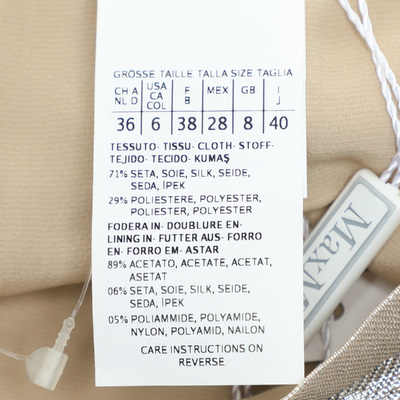 GRÖSSE TAILLE TALLA SIZE TAGLIA
CH A NL D USA CA COL F B MEX GB I J
36 6 38 28 8 40
TESSUTO- TISSU- CLOTH- STOFF-
TEJIDO- TECIDO- KUMAŞ
71% SETA, SOIE, SILK, SEIDE,
SEDA, İPEK
29% POLIESTERE, POLYESTER,
POLIESTER, POLYESTER
FODERA IN- DOUBLURE EN-
LINING IN- FUTTER AUS- FORRO
EN- FORRO EM- ASTAR
89% ACETATO, ACETATE, ACETAT,
ASETAT
06% SETA, SOIE, SILK, SEIDE,
SEDA, İPEK
05% POLIAMMIDE, POLYAMIDE,
NYLON, POLYAMID, NAILON
CARE INSTRUCTIONS ON
REVERSE
MaxM